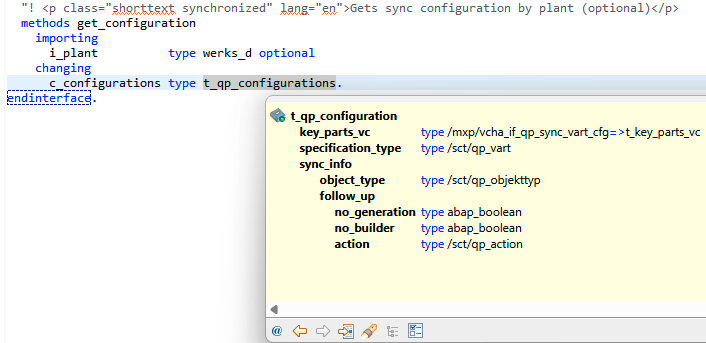 "! <p class="shorttext synchronized" lang="en">Gets sync configuration by plant (optional)</p>
methods get_configuration
importing
i_plant type werks_d optional
changing
c_configurations type t_qp_configurations.
endinterface.
t_qp_configuration
key_parts_vc type /mxp/vcha_if_qp_sync_vart_cfg=>t_key_parts_vc
specification_type type /sct/qp_vart
sync_info
object_type type /sct/qp_objekttyp
follow_up
no_generation type abap_boolean
no_builder type abap_boolean
action type /sct/qp_action
@